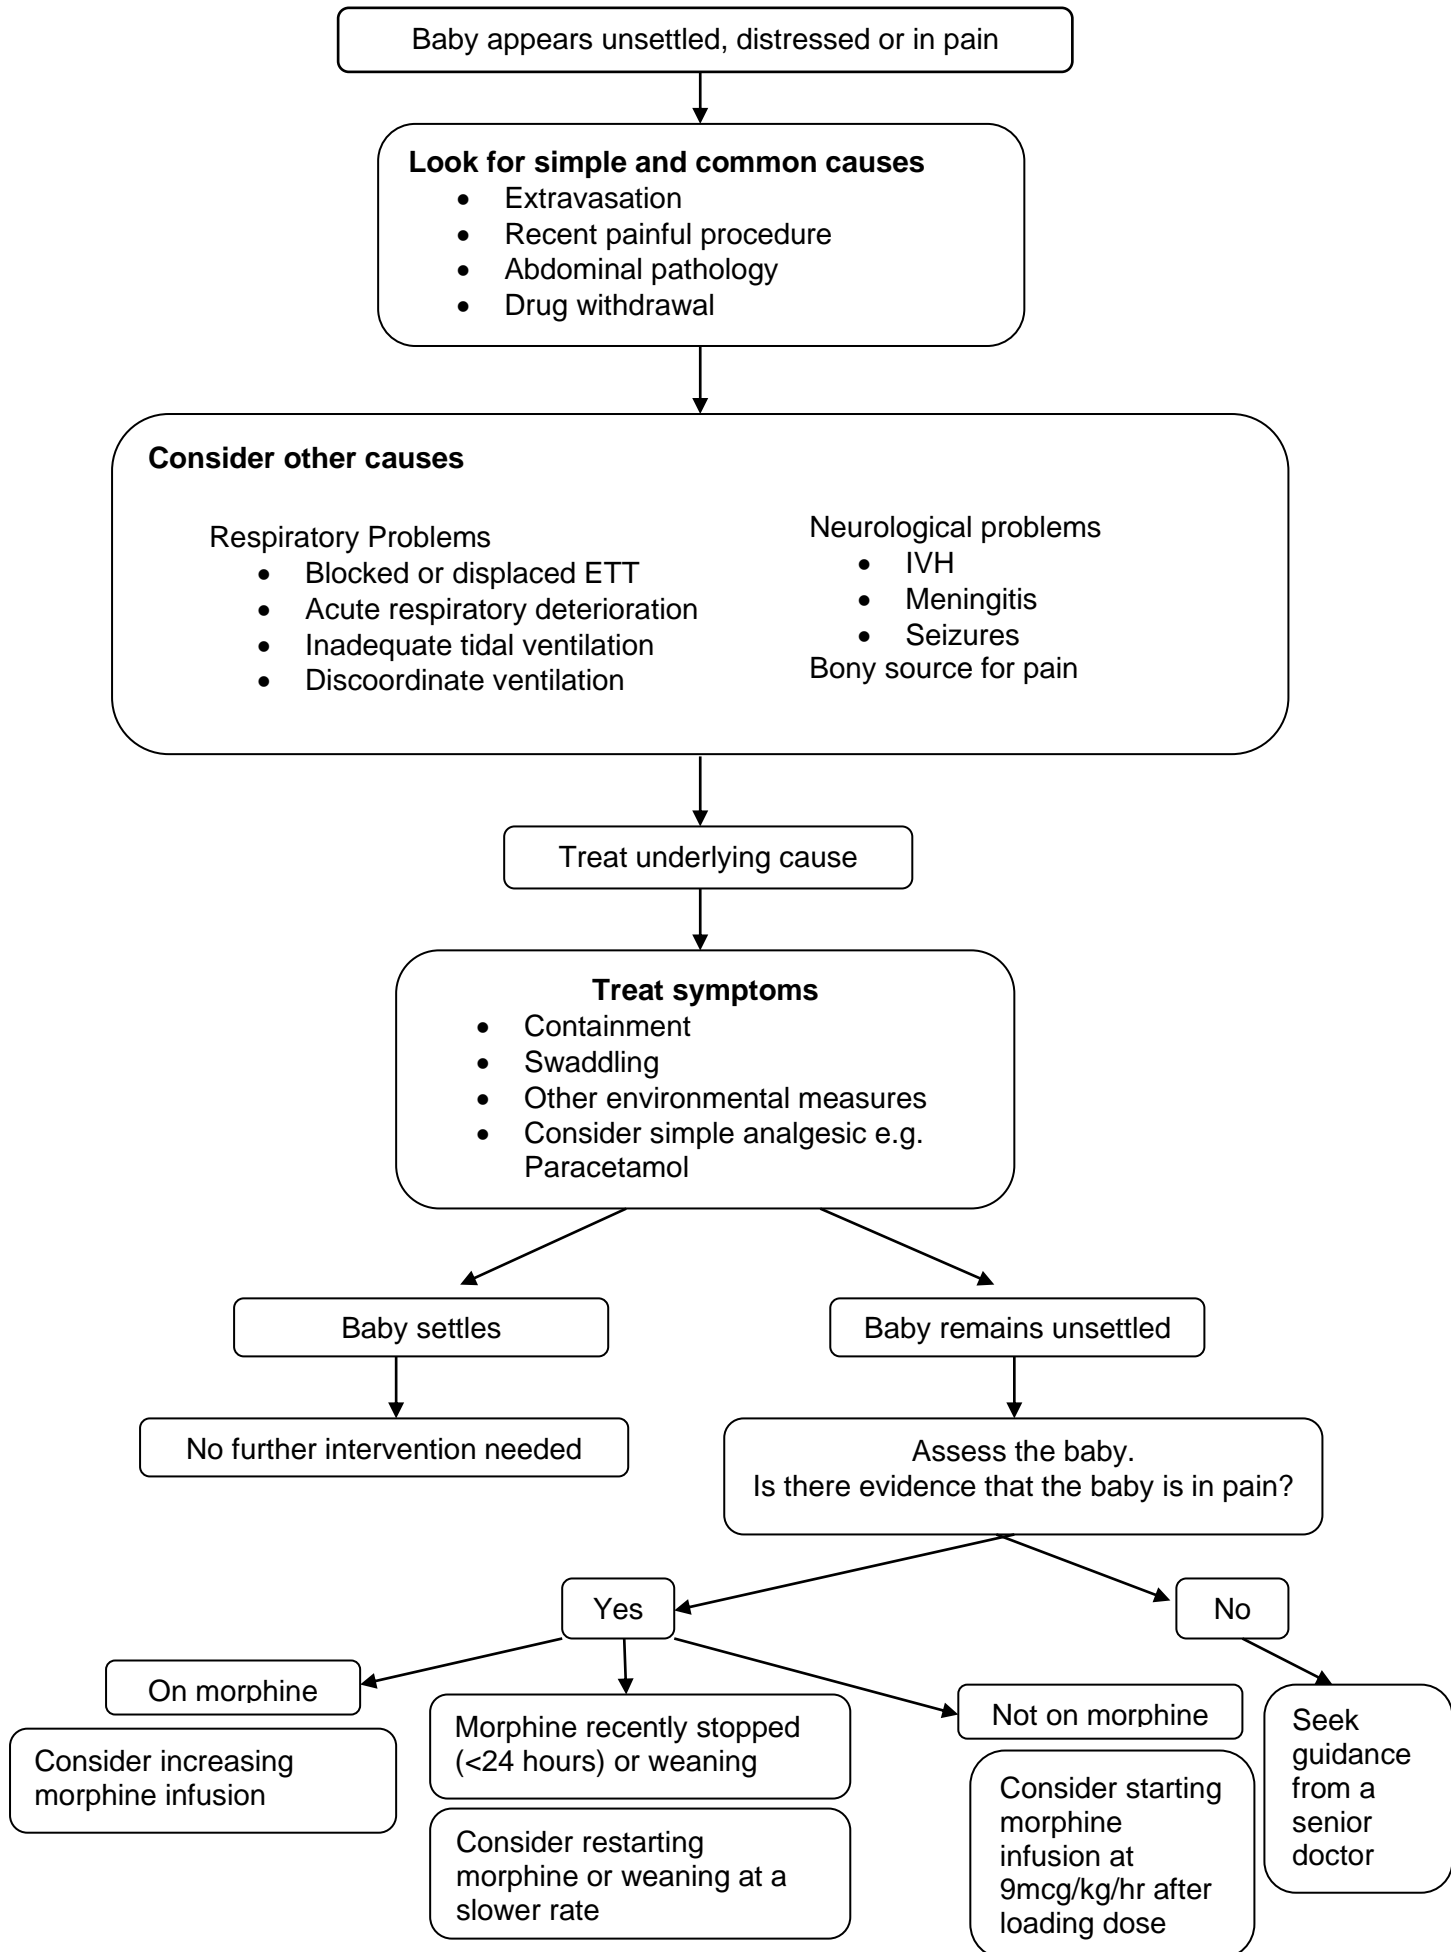 Baby appears unsettled, distressed or in pain
Look for simple and common causes
• Extravasation
• Recent painful procedure
• Abdominal pathology
• Drug withdrawal
Consider other causes
Respiratory Problems
• Blocked or displaced ETT
• Acute respiratory deterioration
• Inadequate tidal ventilation
• Discoordinate ventilation
Neurological problems
• IVH
• Meningitis
• Seizures
Bony source for pain
Treat underlying cause
Treat symptoms
• Containment
• Swaddling
• Other environmental measures
• Consider simple analgesic e.g.
Paracetamol
Baby settles
Baby remains unsettled
No further intervention needed
Assess the baby.
Is there evidence that the baby is in pain?
Yes
No
On morphine
Consider increasing
morphine infusion
Morphine recently stopped
(<24 hours) or weaning
Consider restarting
morphine or weaning at a
slower rate
Not on morphine
Consider starting
morphine
infusion at
9mcg/kg/hr after
loading dose
Seek
guidance
from a
senior
doctor